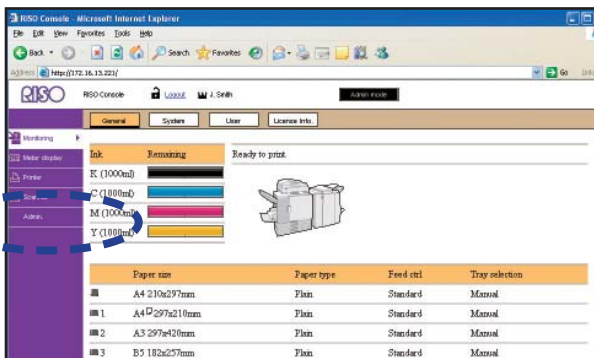 RISO Console - Microsoft Internet Explorer
File Edit View Favorites Tools Help
Back Search Favorites
Address http://172.16.13.221/ Go
RISO RISO Console Logout J. Smith Admin mode
General System User License Info.
Monitoring
Meter display
Printer
Admin.
Ink Remaining Ready to print.
K (1000ml)
C (1000ml)
M (1000ml)
Y (1000ml)
Paper size Paper type Feed ctrl Tray selection
A4 210x297mm Plain Standard Manual
1 A4 297x210mm Plain Standard Manual
2 A3 297x420mm Plain Standard Manual
3 B5 182x257mm Plain Standard Manual